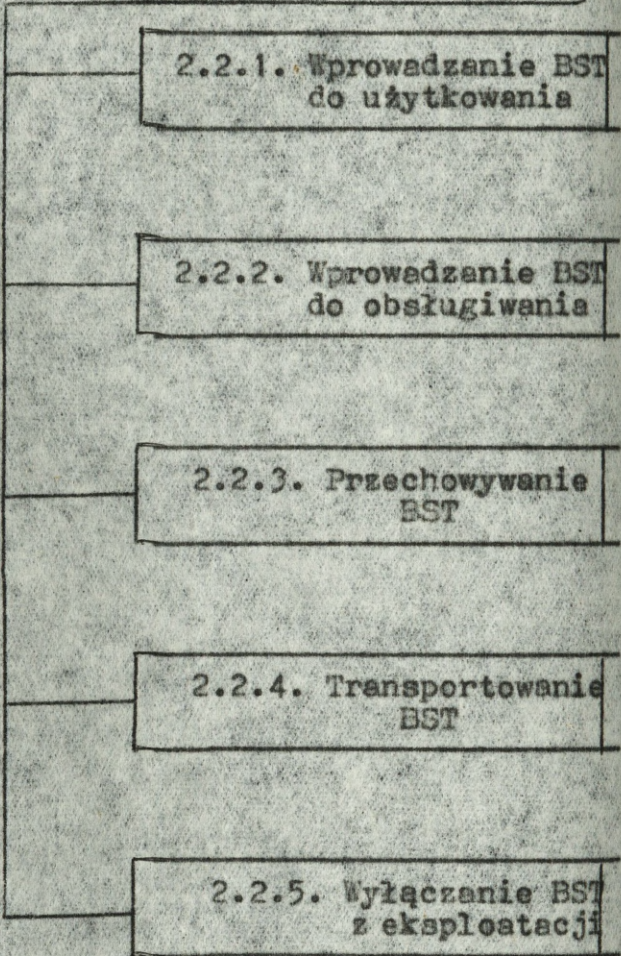 2.2.1. Wprowadzanie BST
do użytkowania
2.2.2. Wprowadzanie BST
do obsługiwania
2.2.3. Przechowywanie
BST
2.2.4. Transportowanie
BST
2.2.5. Wyłączanie BST
z eksploatacji